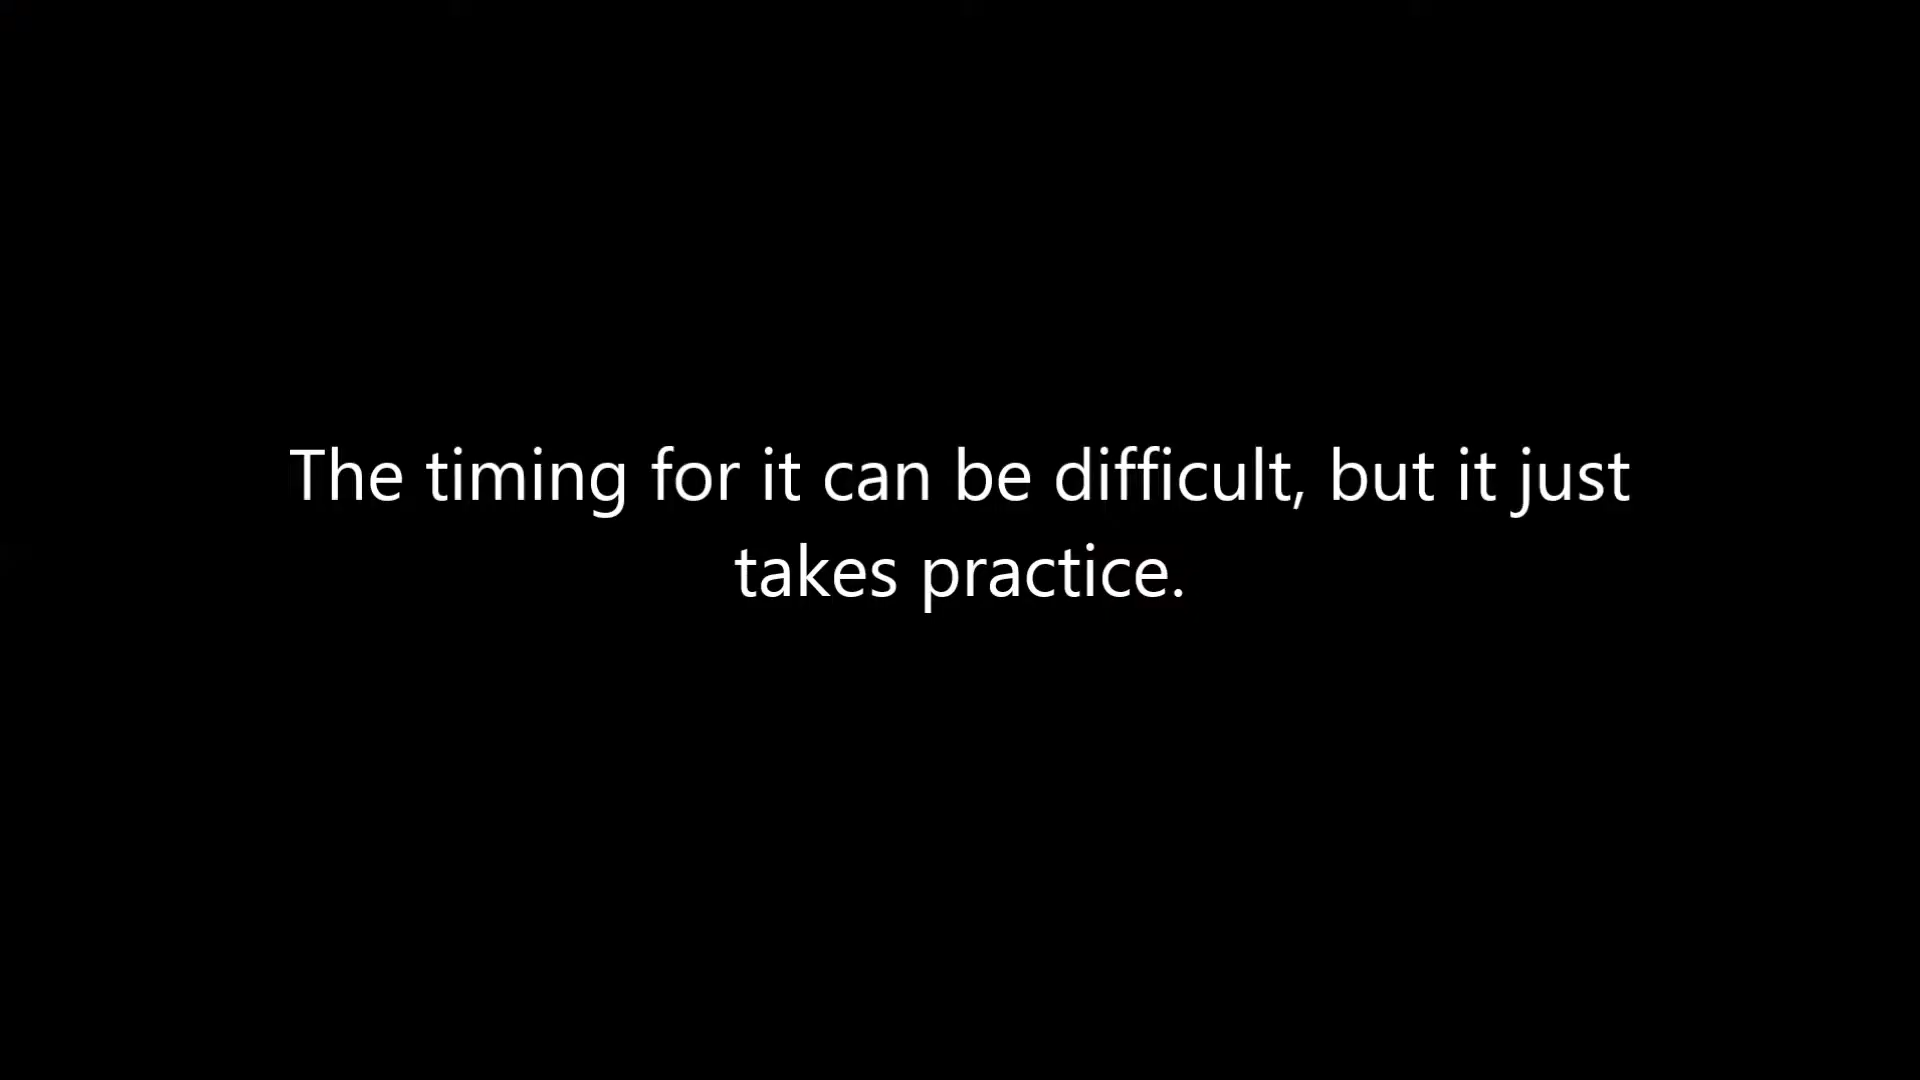 The timing for it can be difficult, but it just
takes practice.